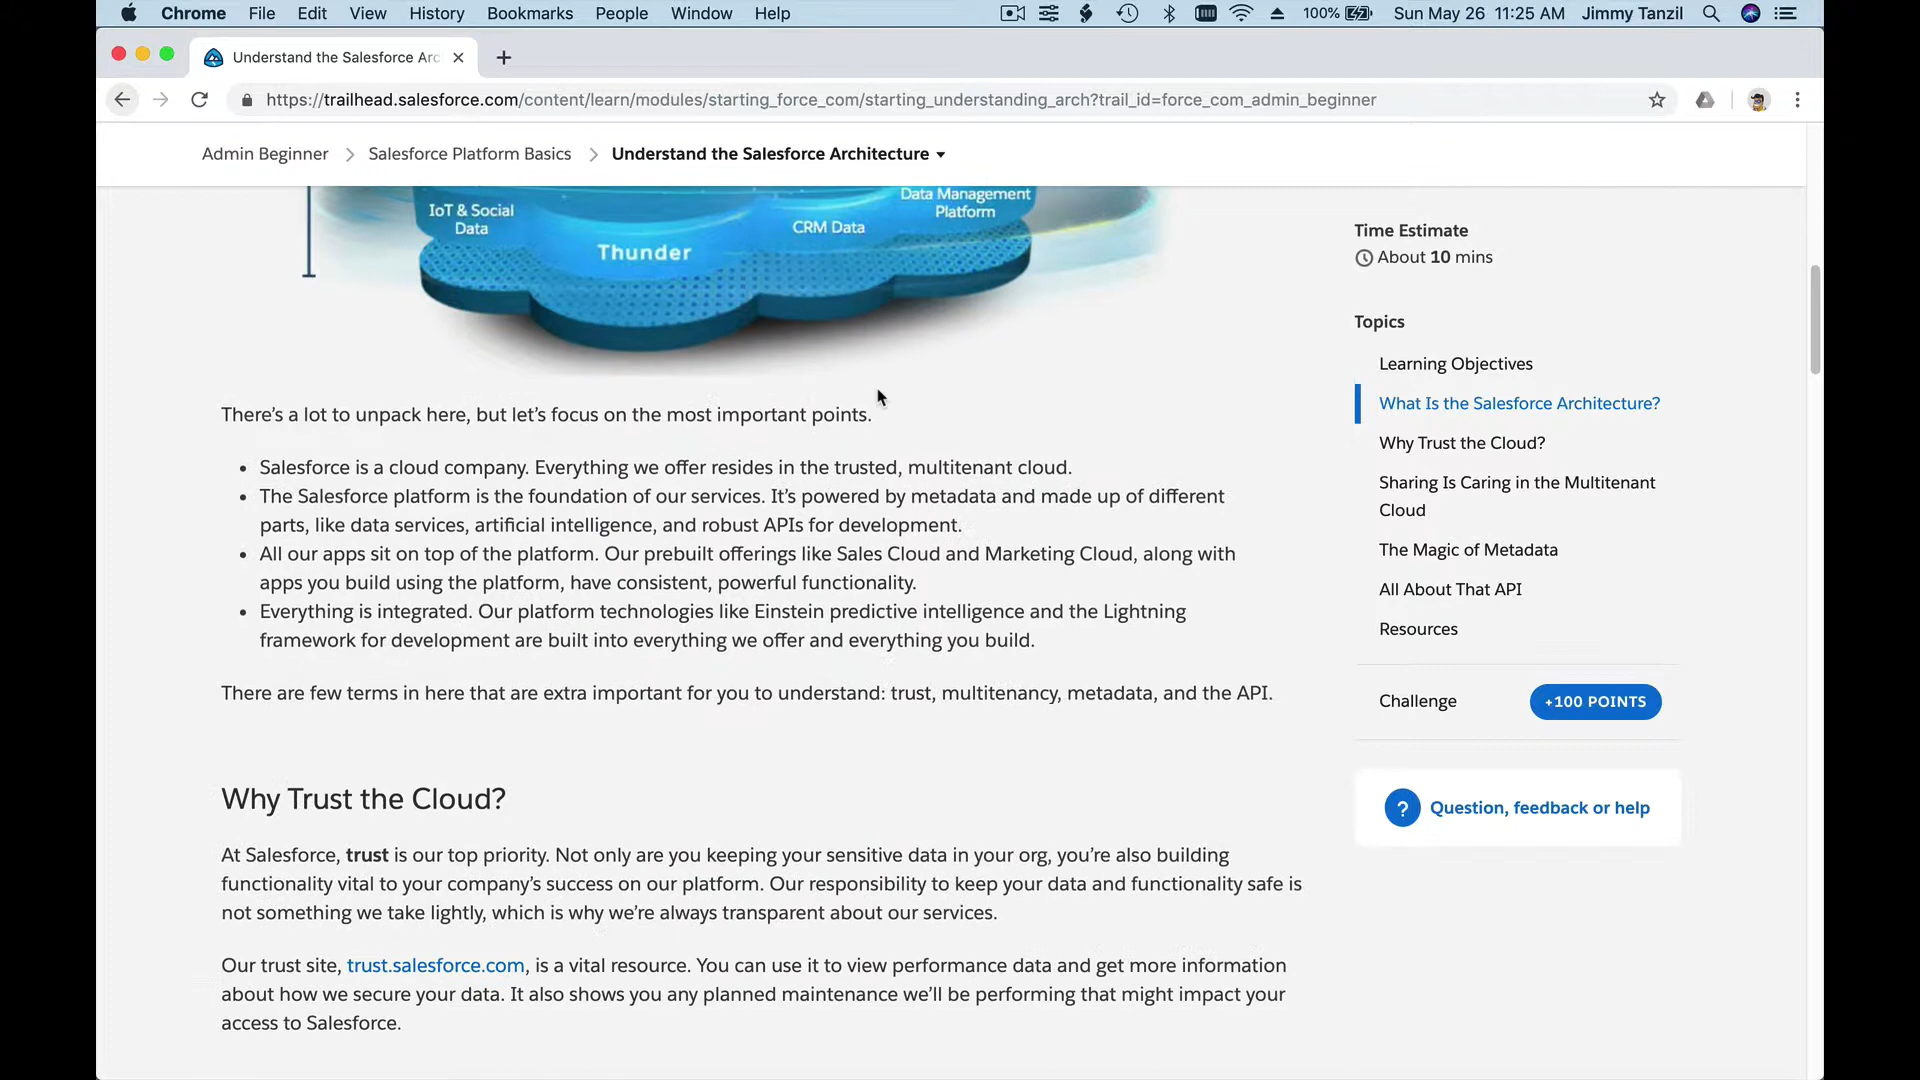 Chrome File Edit View History Bookmarks People Window Help 100% Sun May 26 11:25 AM Jimmy Tanzil
Understand the Salesforce Arc
https://trailhead.salesforce.com/content/learn/modules/starting_force_com/starting_understanding_arch?trail_id=force_com_admin_beginner
Admin Beginner Salesforce Platform Basics Understand the Salesforce Architecture
Data Management
Platform
IoT & Social
Data
CRM Data
Thunder
There’s a lot to unpack here, but let’s focus on the most important points.
• Salesforce is a cloud company. Everything we offer resides in the trusted, multitenant cloud.
• The Salesforce platform is the foundation of our services. It’s powered by metadata and made up of different
parts, like data services, artificial intelligence, and robust APIs for development.
• All our apps sit on top of the platform. Our prebuilt offerings like Sales Cloud and Marketing Cloud, along with
apps you build using the platform, have consistent, powerful functionality.
• Everything is integrated. Our platform technologies like Einstein predictive intelligence and the Lightning
framework for development are built into everything we offer and everything you build.
There are few terms in here that are extra important for you to understand: trust, multitenancy, metadata, and the API.
Why Trust the Cloud?
At Salesforce, trust is our top priority. Not only are you keeping your sensitive data in your org, you’re also building
functionality vital to your company’s success on our platform. Our responsibility to keep your data and functionality safe is
not something we take lightly, which is why we’re always transparent about our services.
Our trust site, trust.salesforce.com, is a vital resource. You can use it to view performance data and get more information
about how we secure your data. It also shows you any planned maintenance we’ll be performing that might impact your
access to Salesforce.
Time Estimate
About 10 mins
Topics
Learning Objectives
What Is the Salesforce Architecture?
Why Trust the Cloud?
Sharing Is Caring in the Multitenant
Cloud
The Magic of Metadata
All About That API
Resources
Challenge +100 POINTS
? Question, feedback or help